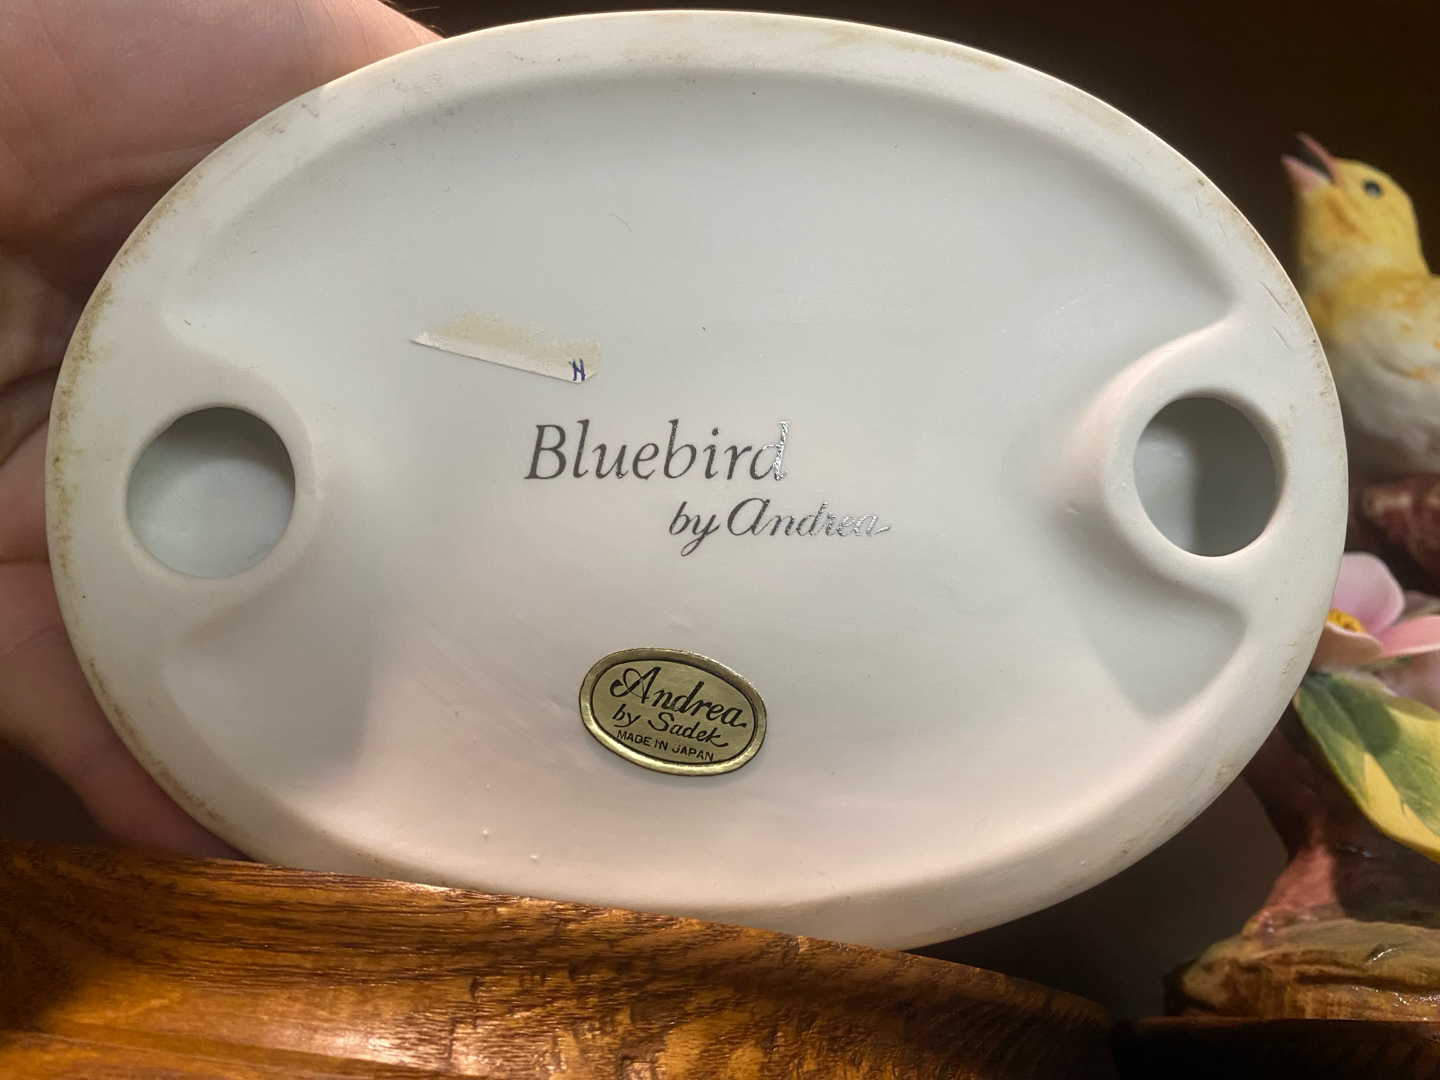 N
Bluebird
by Andrea
Andrea
by Sadek
MADE IN JAPAN